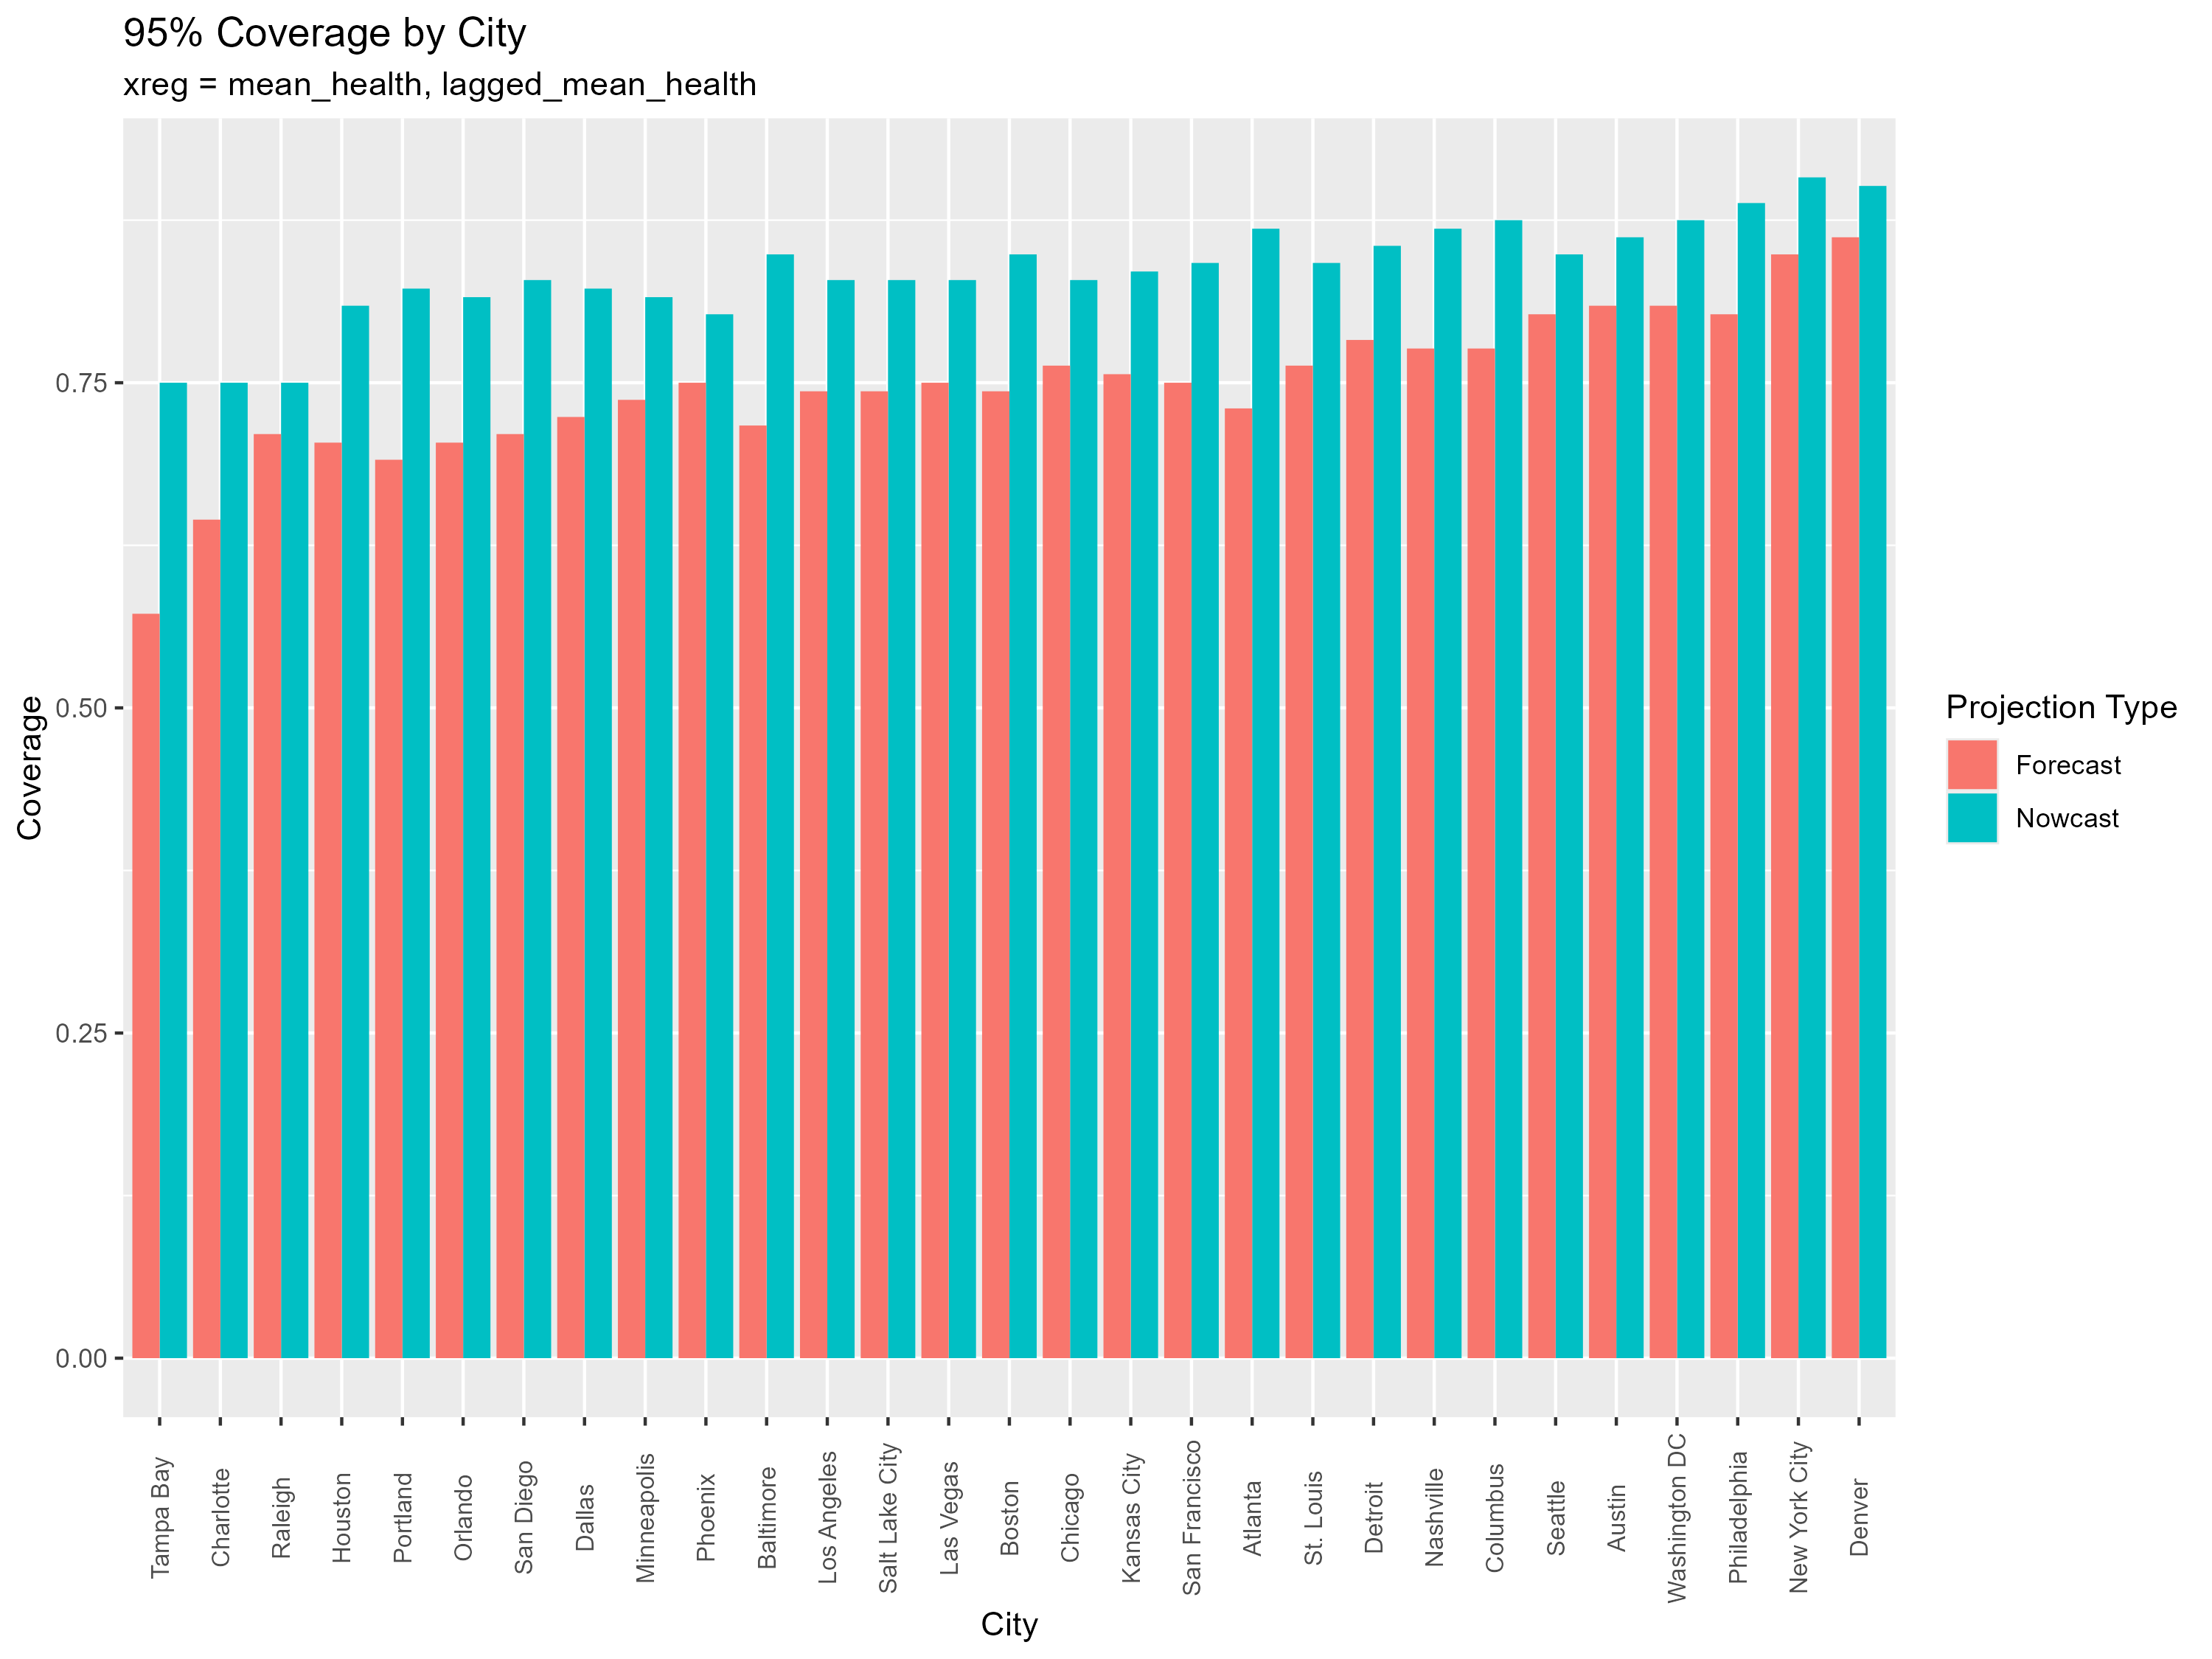 95% Coverage by City
xreg = mean_health, lagged_mean_health
Coverage
0.75
0.50
0.25
0.00
Tampa Bay
Charlotte
Raleigh
Houston
Portland
Orlando
San Diego
Dallas
Minneapolis
Phoenix
Baltimore
Los Angeles
Salt Lake City
Las Vegas
Boston
Chicago
Kansas City
San Francisco
Atlanta
St. Louis
Detroit
Nashville
Columbus
Seattle
Austin
Washington DC
Philadelphia
New York City
Denver
City
Projection Type
Forecast
Nowcast